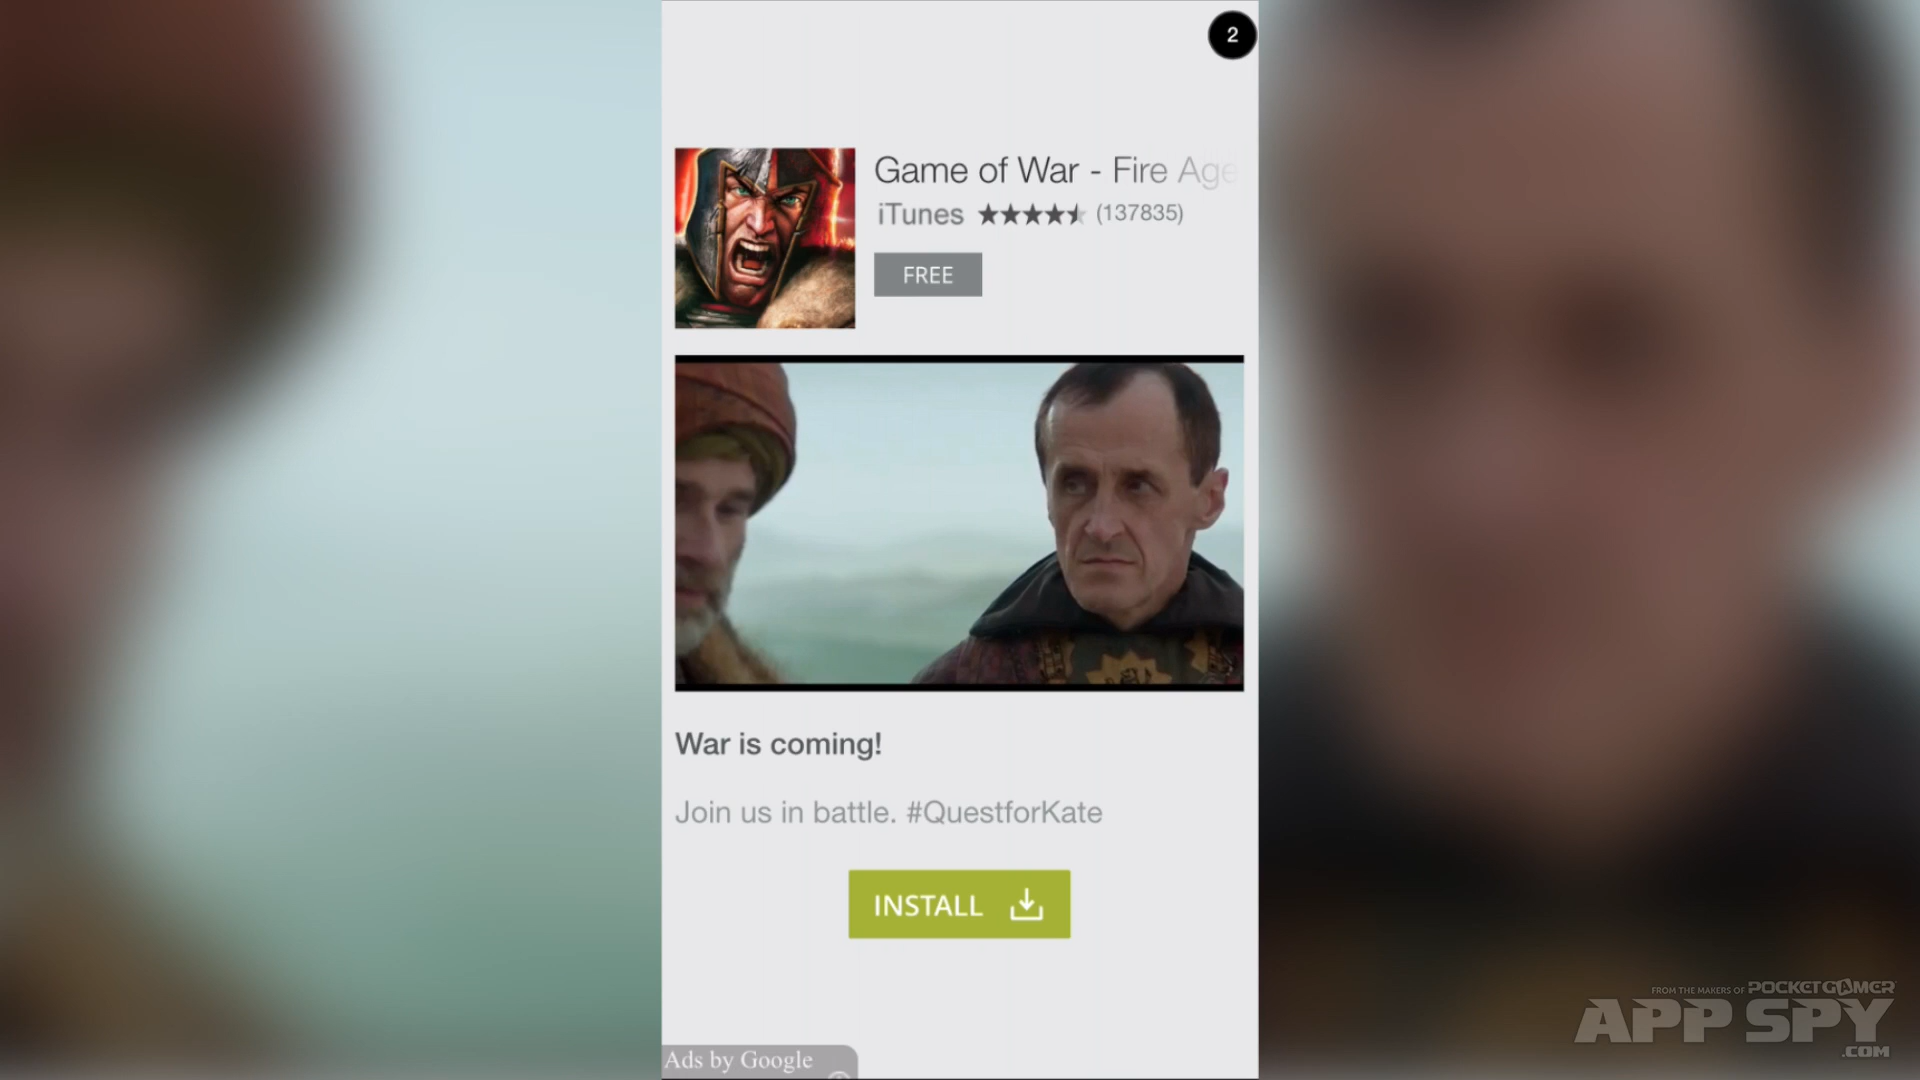 2
Game of War - Fire Age
iTunes (137835)
FREE
War is coming!
Join us in battle. #QuestforKate
INSTALL
Ads by Google
FROM THE MAKERS OF POCKETGAMER
APP SPY
.COM